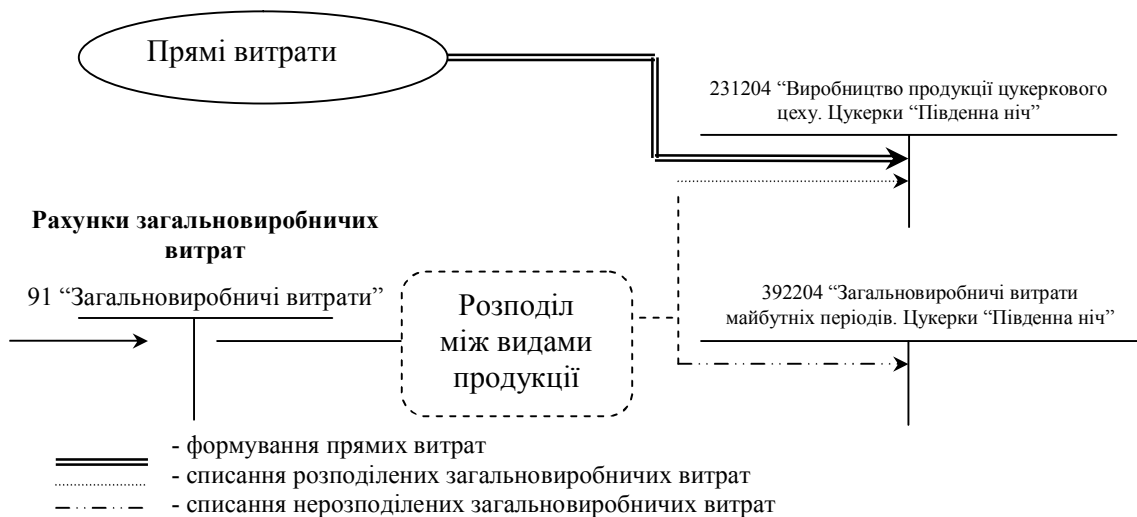 Прямі витрати
231204 “Виробництво продукції цукеркового
цеху. Цукерки “Південна ніч”
Рахунки загальновиробничих
витрат
91 “Загальновиробничі витрати”
Розподіл
між видами
продукції
392204 “Загальновиробничі витрати
майбутніх періодів. Цукерки “Південна ніч”
- формування прямих витрат
- списання розподілених загальновиробничих витрат
- списання нерозподілених загальновиробничих витрат